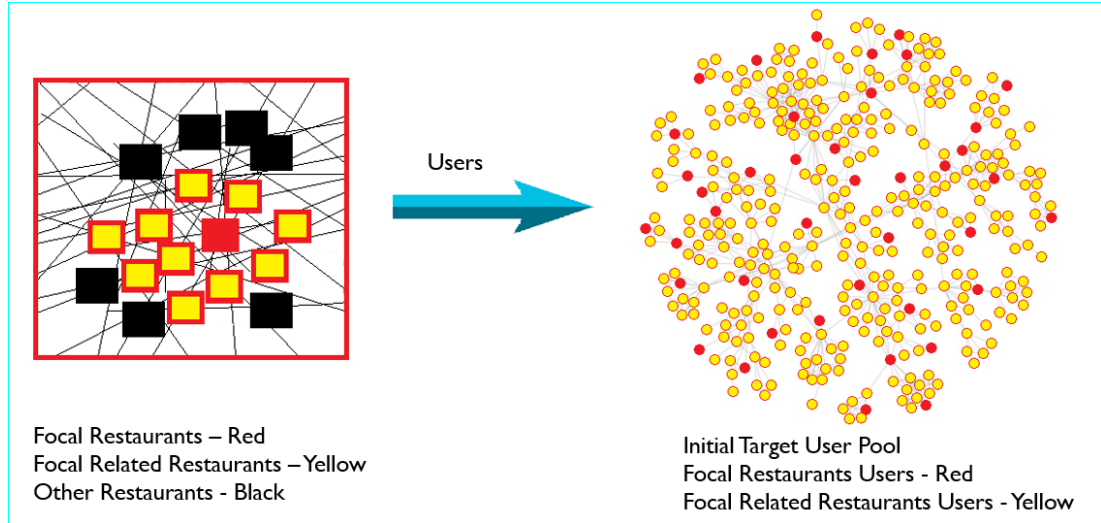 Users
Focal Restaurants – Red
Focal Related Restaurants – Yellow
Other Restaurants - Black
Initial Target User Pool
Focal Restaurants Users - Red
Focal Related Restaurants Users - Yellow